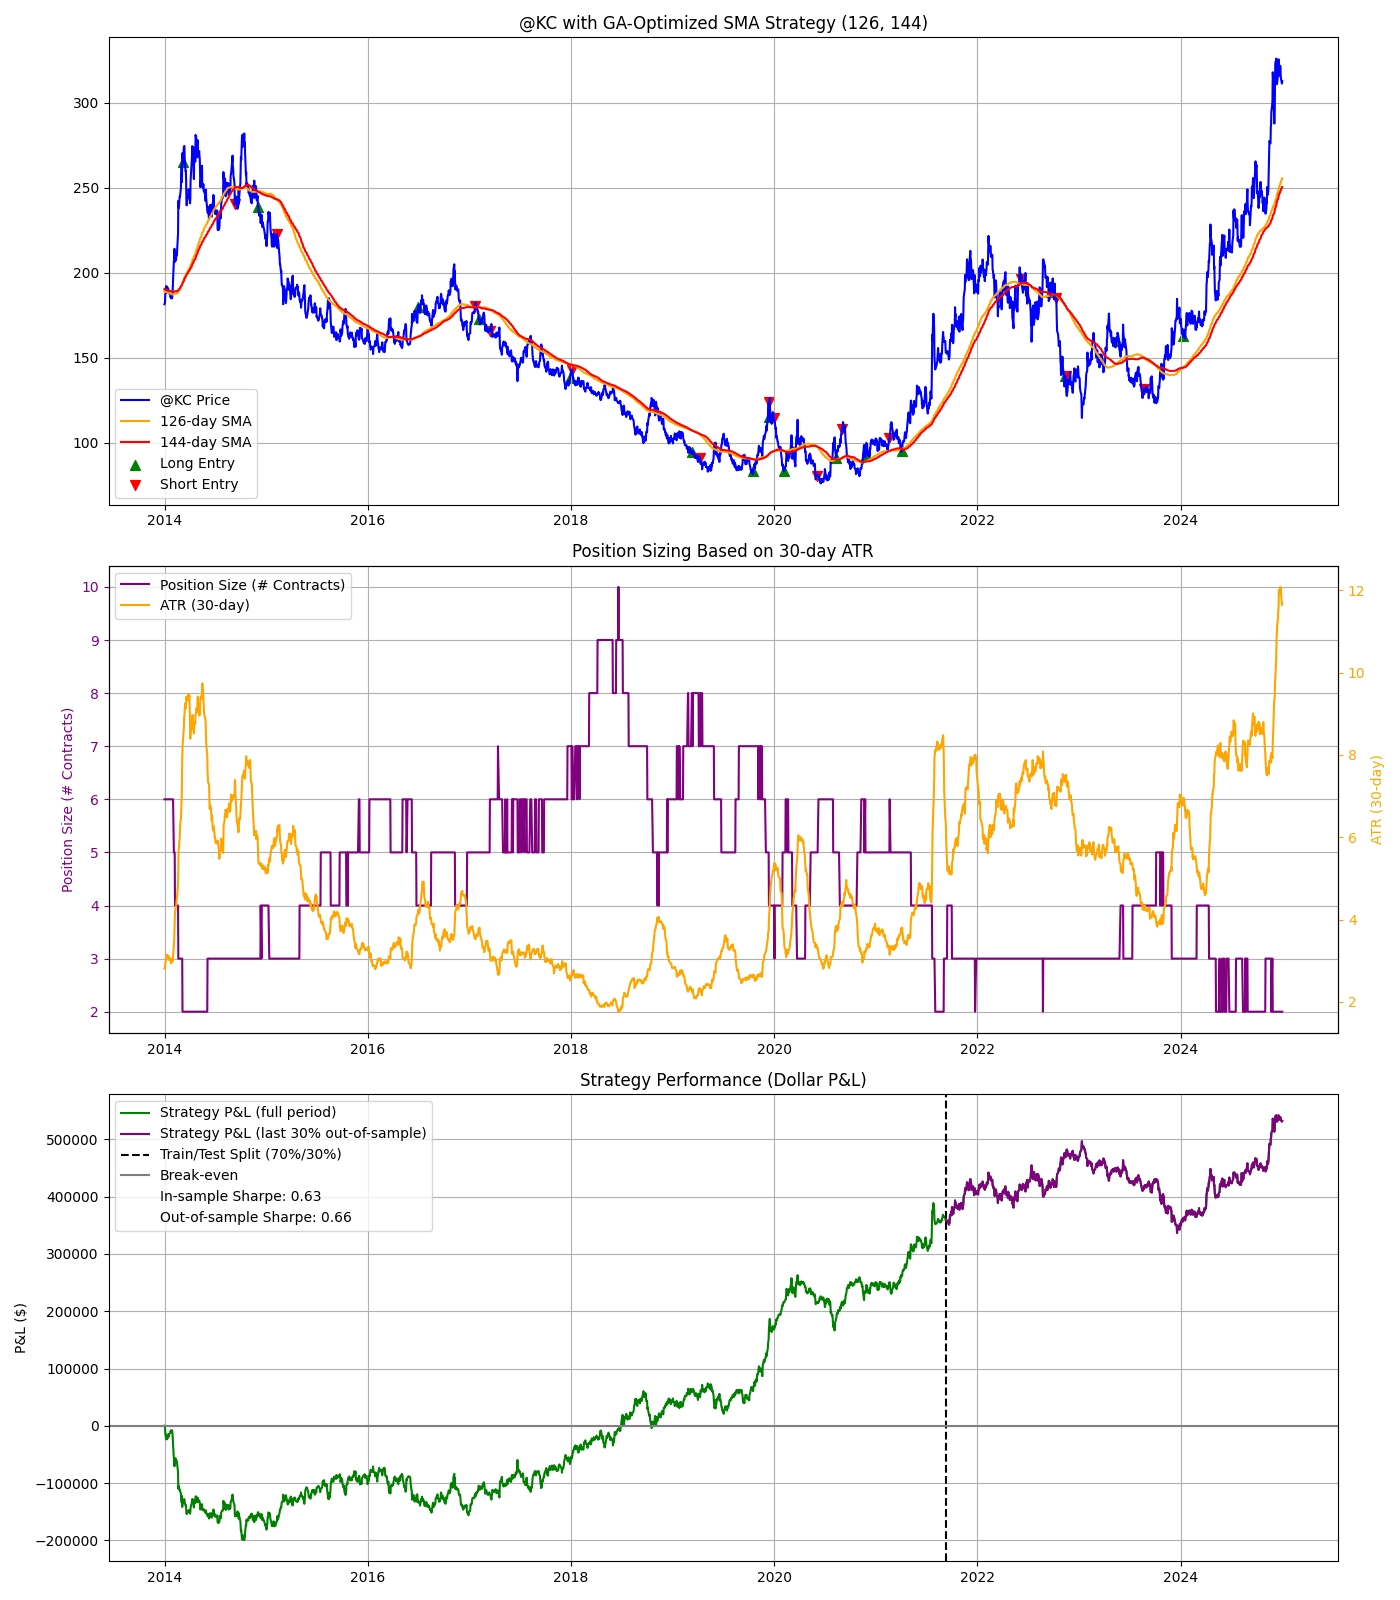 @KC with GA-Optimized SMA Strategy (126, 144)
300
250
200
150
100
@KC Price
126-day SMA
144-day SMA
Long Entry
Short Entry
2014 2016 2018 2020 2022 2024
Position Sizing Based on 30-day ATR
Position Size (# Contracts)
10
9
8
7
6
5
4
3
2
Position Size (# Contracts)
ATR (30-day)
12
10
8
6
4
2
ATR (30-day)
2014 2016 2018 2020 2022 2024
Strategy Performance (Dollar P&L)
P&L ($)
500000
400000
300000
200000
100000
0
−100000
−200000
Strategy P&L (full period)
Strategy P&L (last 30% out-of-sample)
Train/Test Split (70%/30%)
Break-even
In-sample Sharpe: 0.63
Out-of-sample Sharpe: 0.66
2014 2016 2018 2020 2022 2024